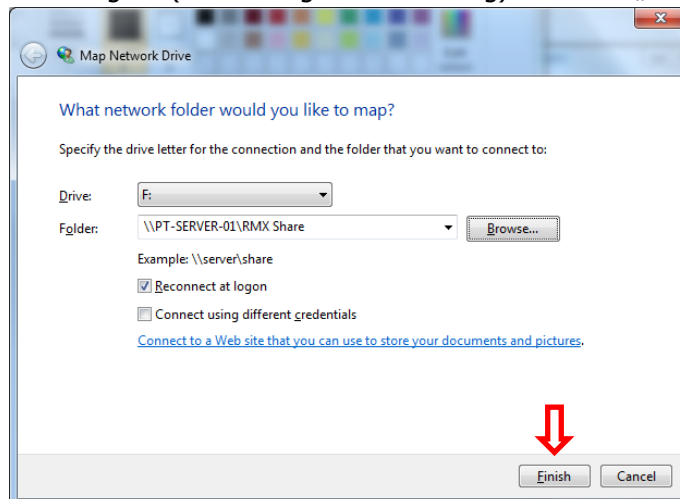 Map Network Drive
What network folder would you like to map?
Specify the drive letter for the connection and the folder that you want to connect to:
Drive: F:
Folder: \\PT-SERVER-01\RMX Share Browse...
Example: \\server\share
Reconnect at logon
Connect using different credentials
Connect to a Web site that you can use to store your documents and pictures.
Finish Cancel